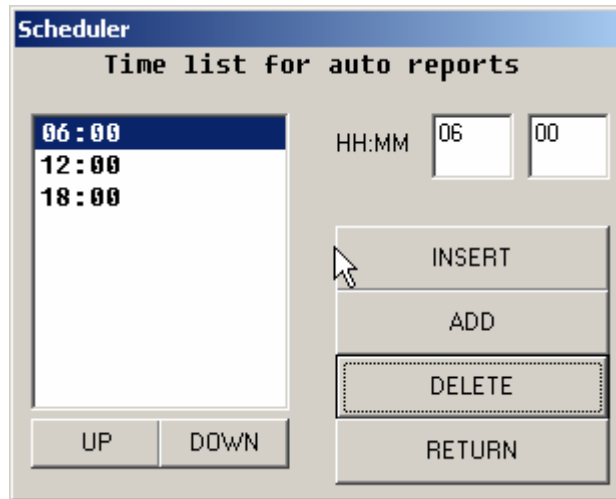 Scheduler
Time list for auto reports
06:00
12:00
18:00
HH:MM 06 00
INSERT
ADD
DELETE
RETURN
UP DOWN